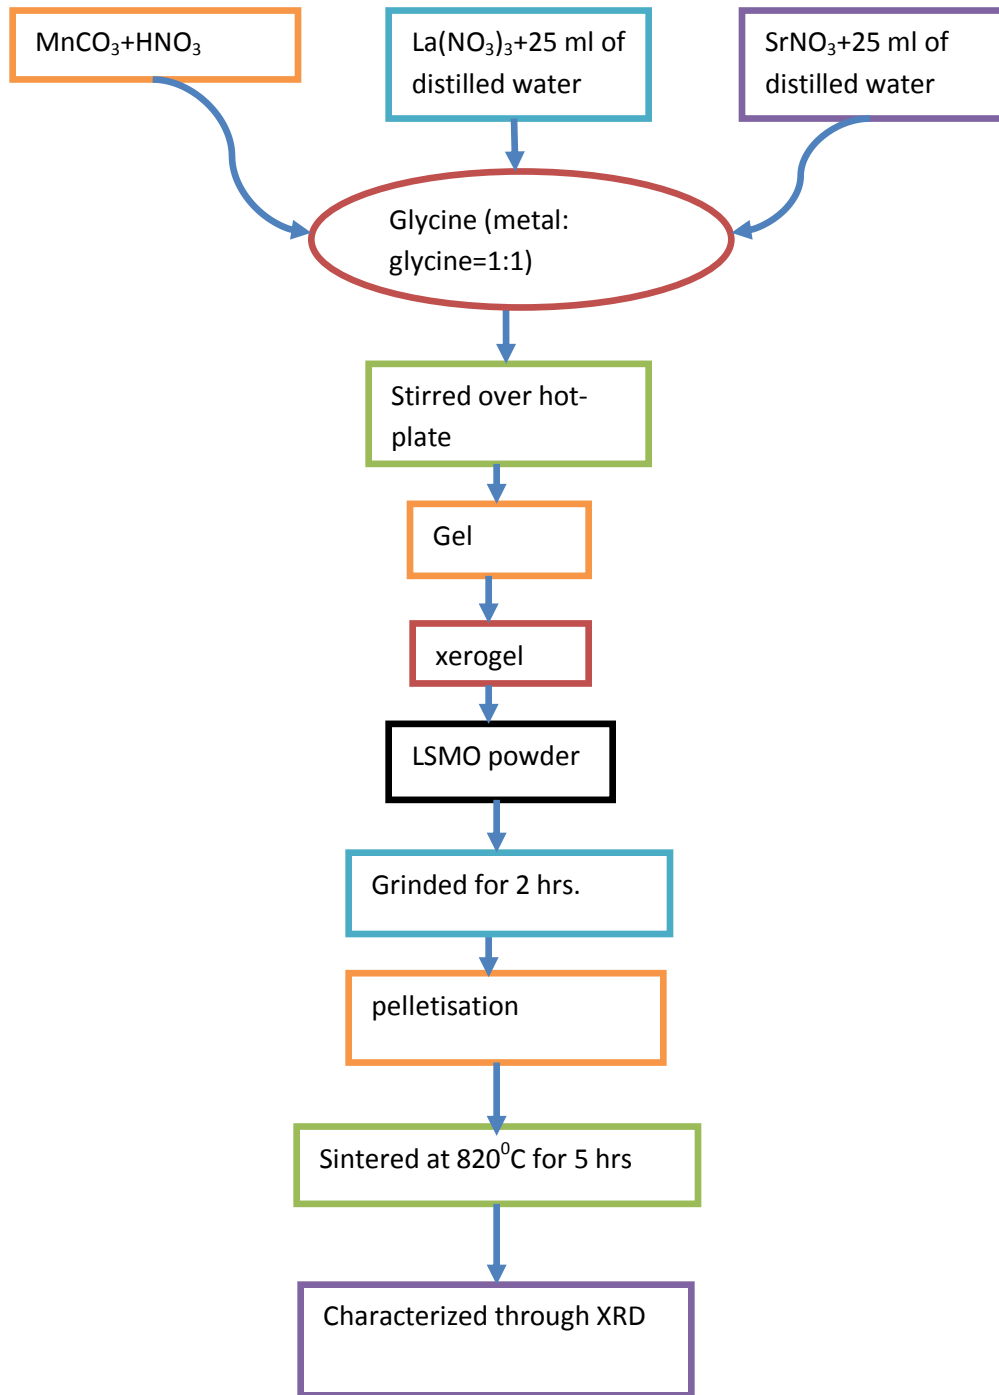 MnCO₃+HNO₃
La(NO₃)₃+25 ml of
distilled water
SrNO₃+25 ml of
distilled water
Glycine (metal:
glycine=1:1)
Stirred over hot-
plate
Gel
xerogel
LSMO powder
Grinded for 2 hrs.
pelletisation
Sintered at 820⁰C for 5 hrs
Characterized through XRD